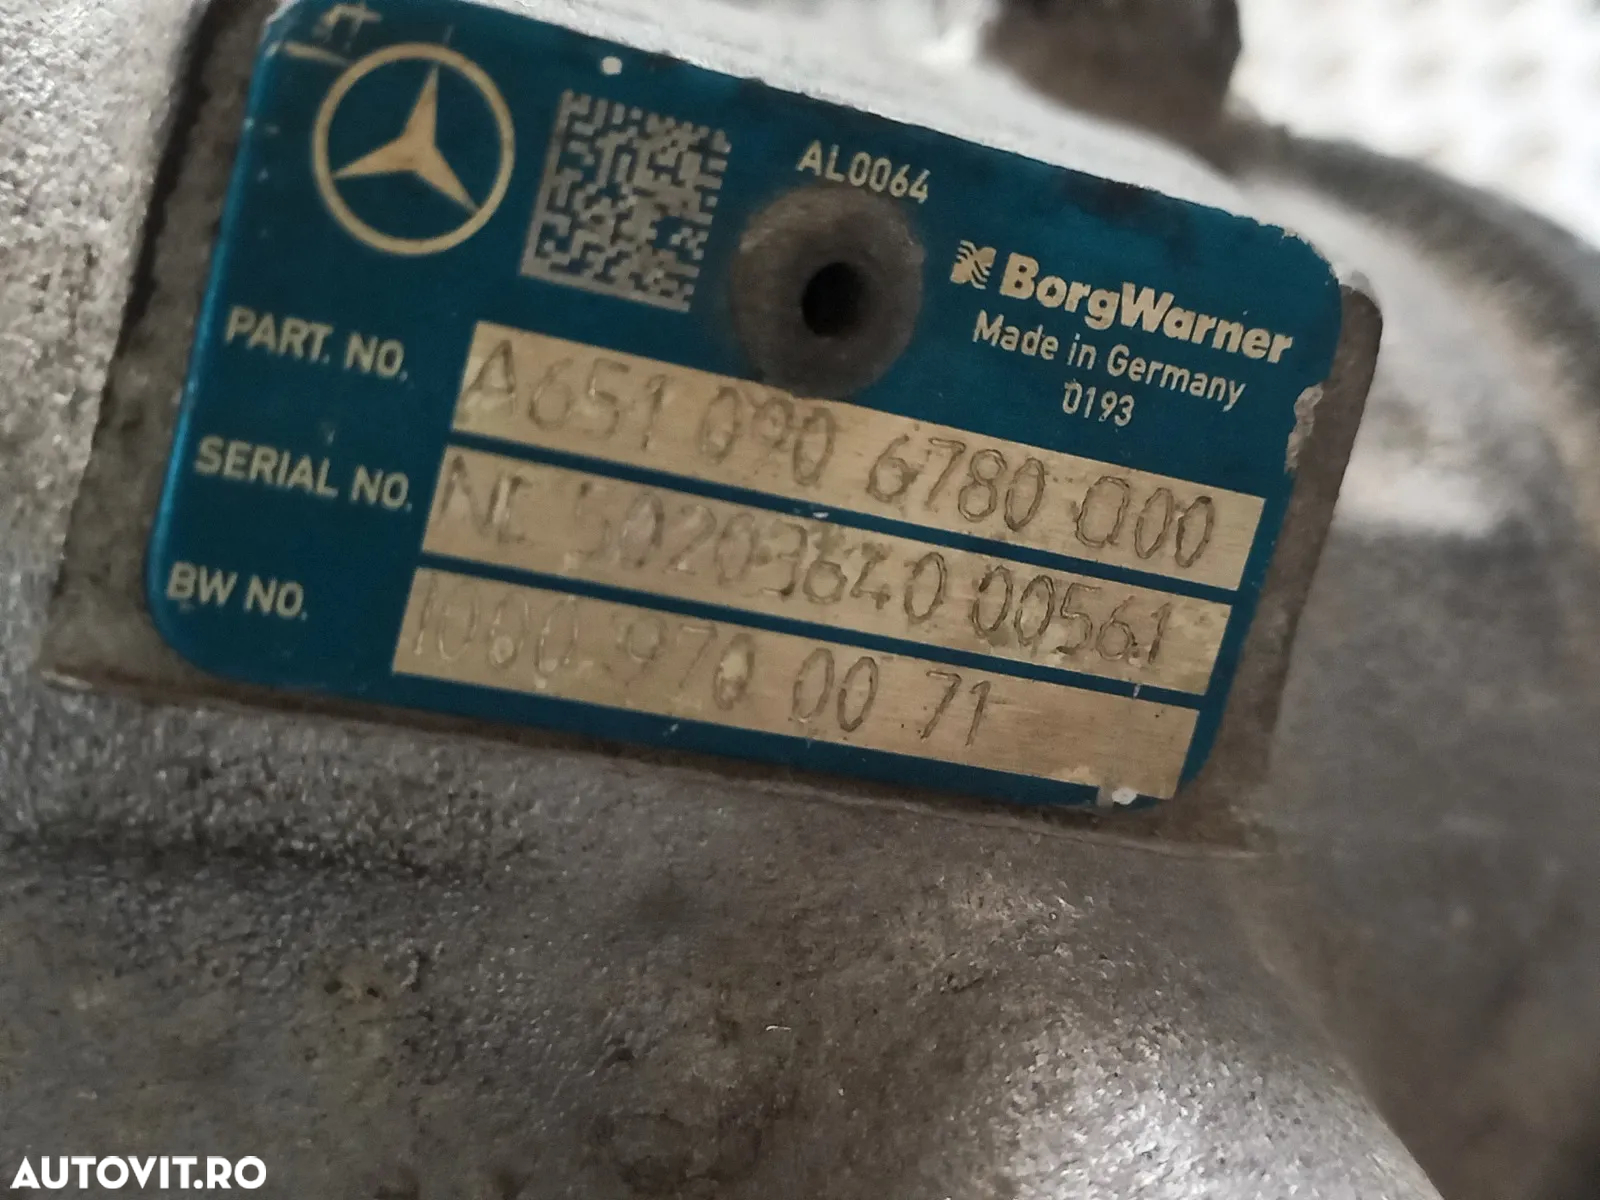 AL0064
BorgWarner
Made in Germany
0193
PART. NO. A651 090 6780 000
SERIAL NO. NC 50203640 00561
BW NO. 1000 970 00 71
AUTOVIT.RO